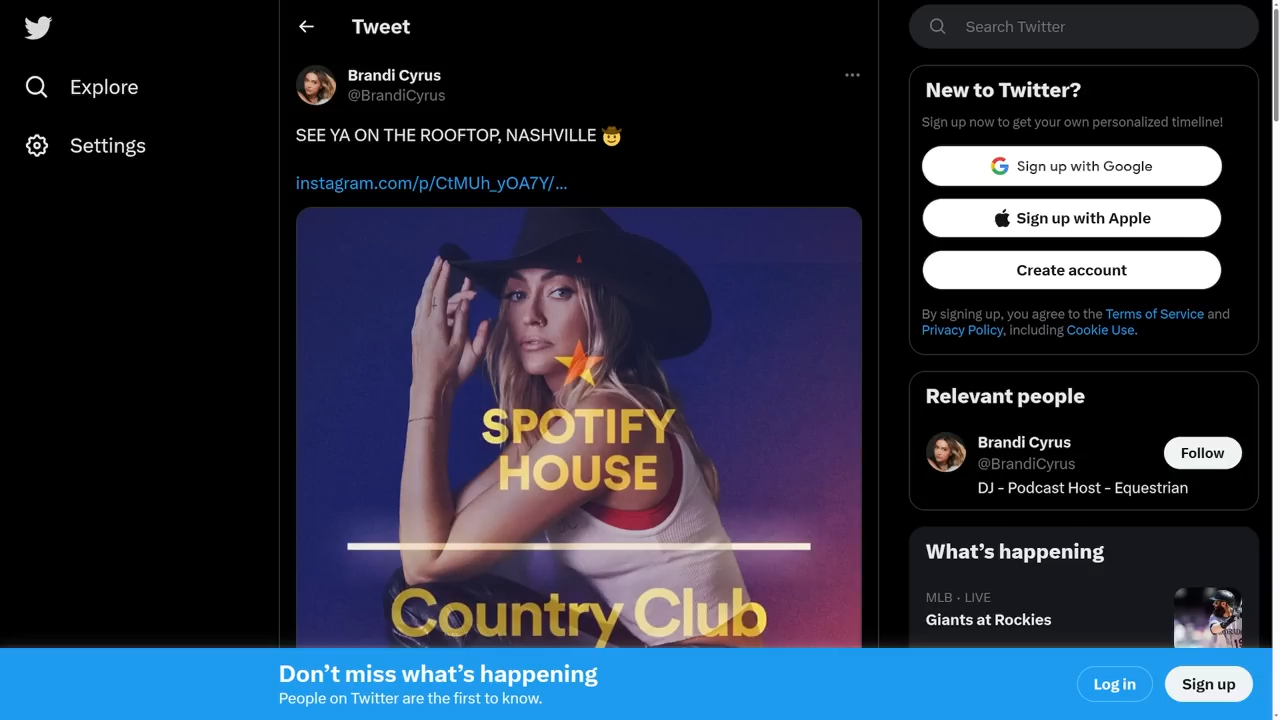 Explore
Settings
Tweet
Brandi Cyrus
@BrandiCyrus
SEE YA ON THE ROOFTOP, NASHVILLE 🤠
instagram.com/p/CtMUh_yOA7Y/…
SPOTIFY
HOUSE
Country Club
Search Twitter
New to Twitter?
Sign up now to get your own personalized timeline!
Sign up with Google
Sign up with Apple
Create account
By signing up, you agree to the Terms of Service and
Privacy Policy, including Cookie Use.
Relevant people
Brandi Cyrus
@BrandiCyrus
Follow
DJ - Podcast Host - Equestrian
What’s happening
MLB · LIVE
Giants at Rockies
Don’t miss what’s happening
People on Twitter are the first to know.
Log in
Sign up